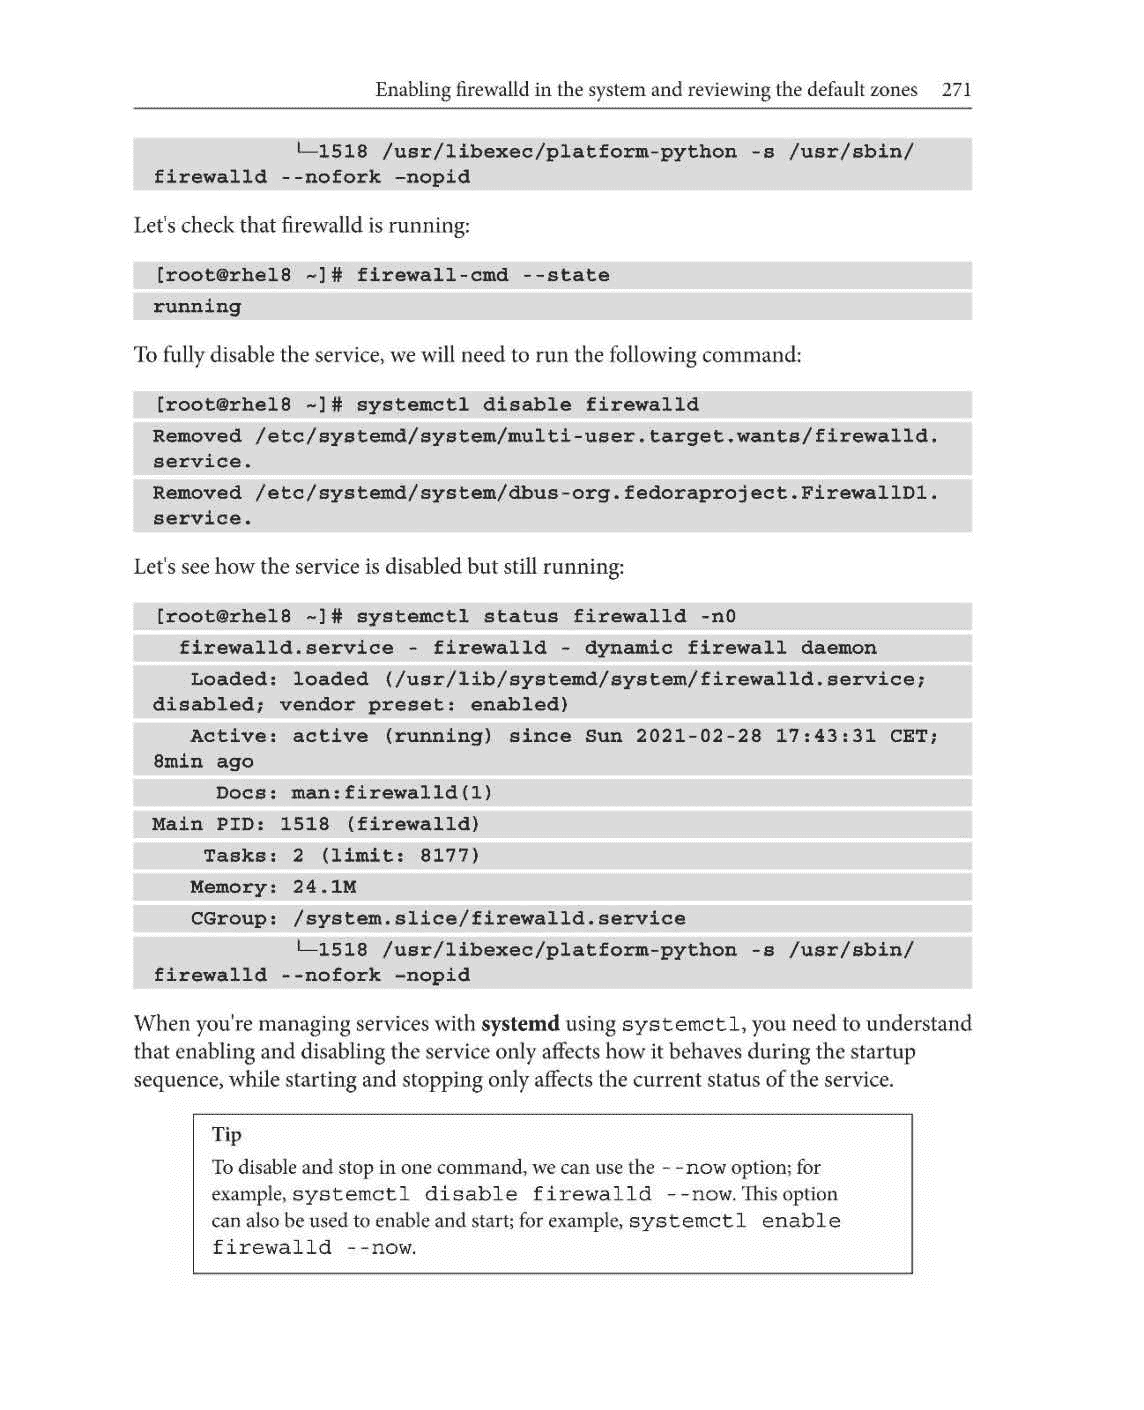 Enabling firewalld in the system and reviewing the default zones 271
└─1518 /usr/libexec/platform-python -s /usr/sbin/
firewalld --nofork –nopid
Let's check that firewalld is running:
[root@rhel8 ~]# firewall-cmd --state
running
To fully disable the service, we will need to run the following command:
[root@rhel8 ~]# systemctl disable firewalld
Removed /etc/systemd/system/multi-user.target.wants/firewalld.
service.
Removed /etc/systemd/system/dbus-org.fedoraproject.FirewallD1.
service.
Let's see how the service is disabled but still running:
[root@rhel8 ~]# systemctl status firewalld -n0
firewalld.service - firewalld - dynamic firewall daemon
Loaded: loaded (/usr/lib/systemd/system/firewalld.service;
disabled; vendor preset: enabled)
Active: active (running) since Sun 2021-02-28 17:43:31 CET;
8min ago
Docs: man:firewalld(1)
Main PID: 1518 (firewalld)
Tasks: 2 (limit: 8177)
Memory: 24.1M
CGroup: /system.slice/firewalld.service
└─1518 /usr/libexec/platform-python -s /usr/sbin/
firewalld --nofork –nopid
When you're managing services with systemd using systemctl, you need to understand
that enabling and disabling the service only affects how it behaves during the startup
sequence, while starting and stopping only affects the current status of the service.
Tip
To disable and stop in one command, we can use the --now option; for
example, systemctl disable firewalld --now. This option
can also be used to enable and start; for example, systemctl enable
firewalld --now.